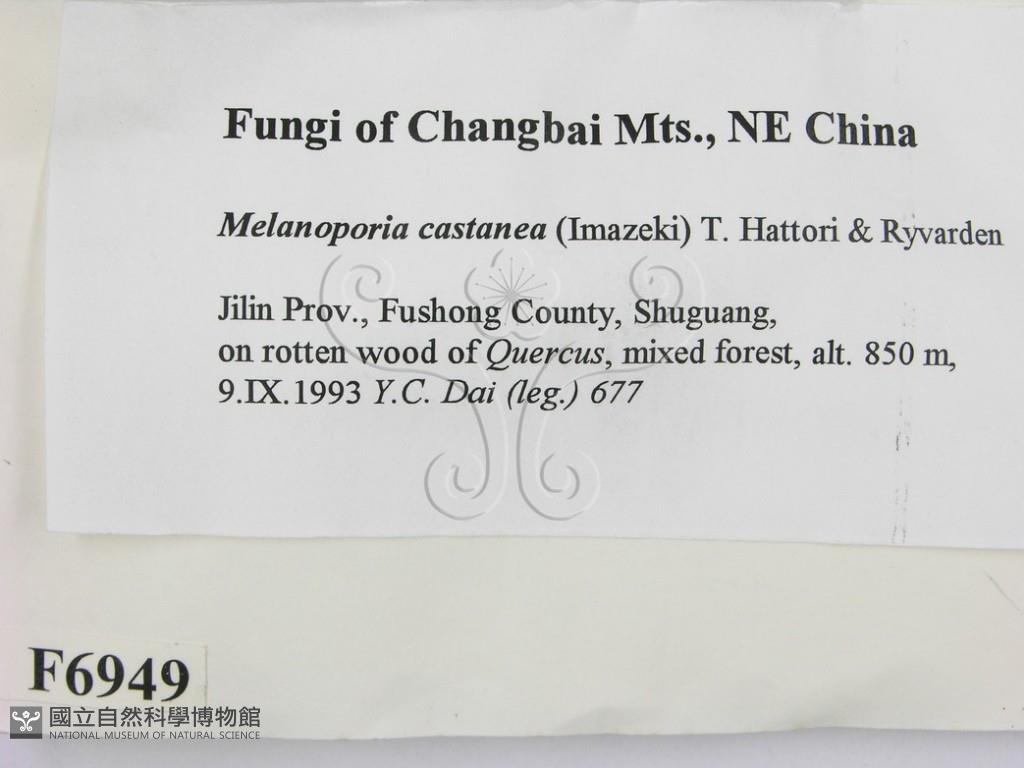 Fungi of Changbai Mts., NE China
Melanoporia castanea (Imazeki) T. Hattori & Ryvarden
Jilin Prov., Fushong County, Shuguang,
on rotten wood of Quercus, mixed forest, alt. 850 m,
9.IX.1993 Y.C. Dai (leg.) 677
F6949
國立自然科學博物館
NATIONAL MUSEUM OF NATURAL SCIENCE